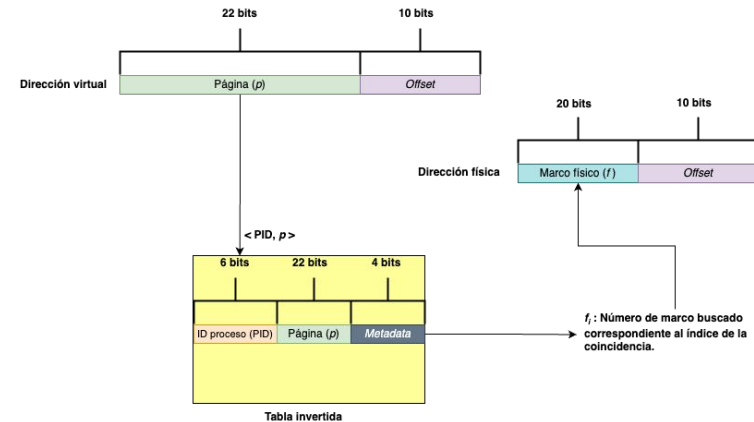 22 bits
10 bits
Dirección virtual
Página (p)
Offset
20 bits
10 bits
Dirección física
Marco físico (f )
Offset
< PID, p >
6 bits
22 bits
4 bits
ID proceso (PID)
Página (p)
Metadata
fi : Número de marco buscado
correspondiente al índice de la
coincidencia.
Tabla invertida